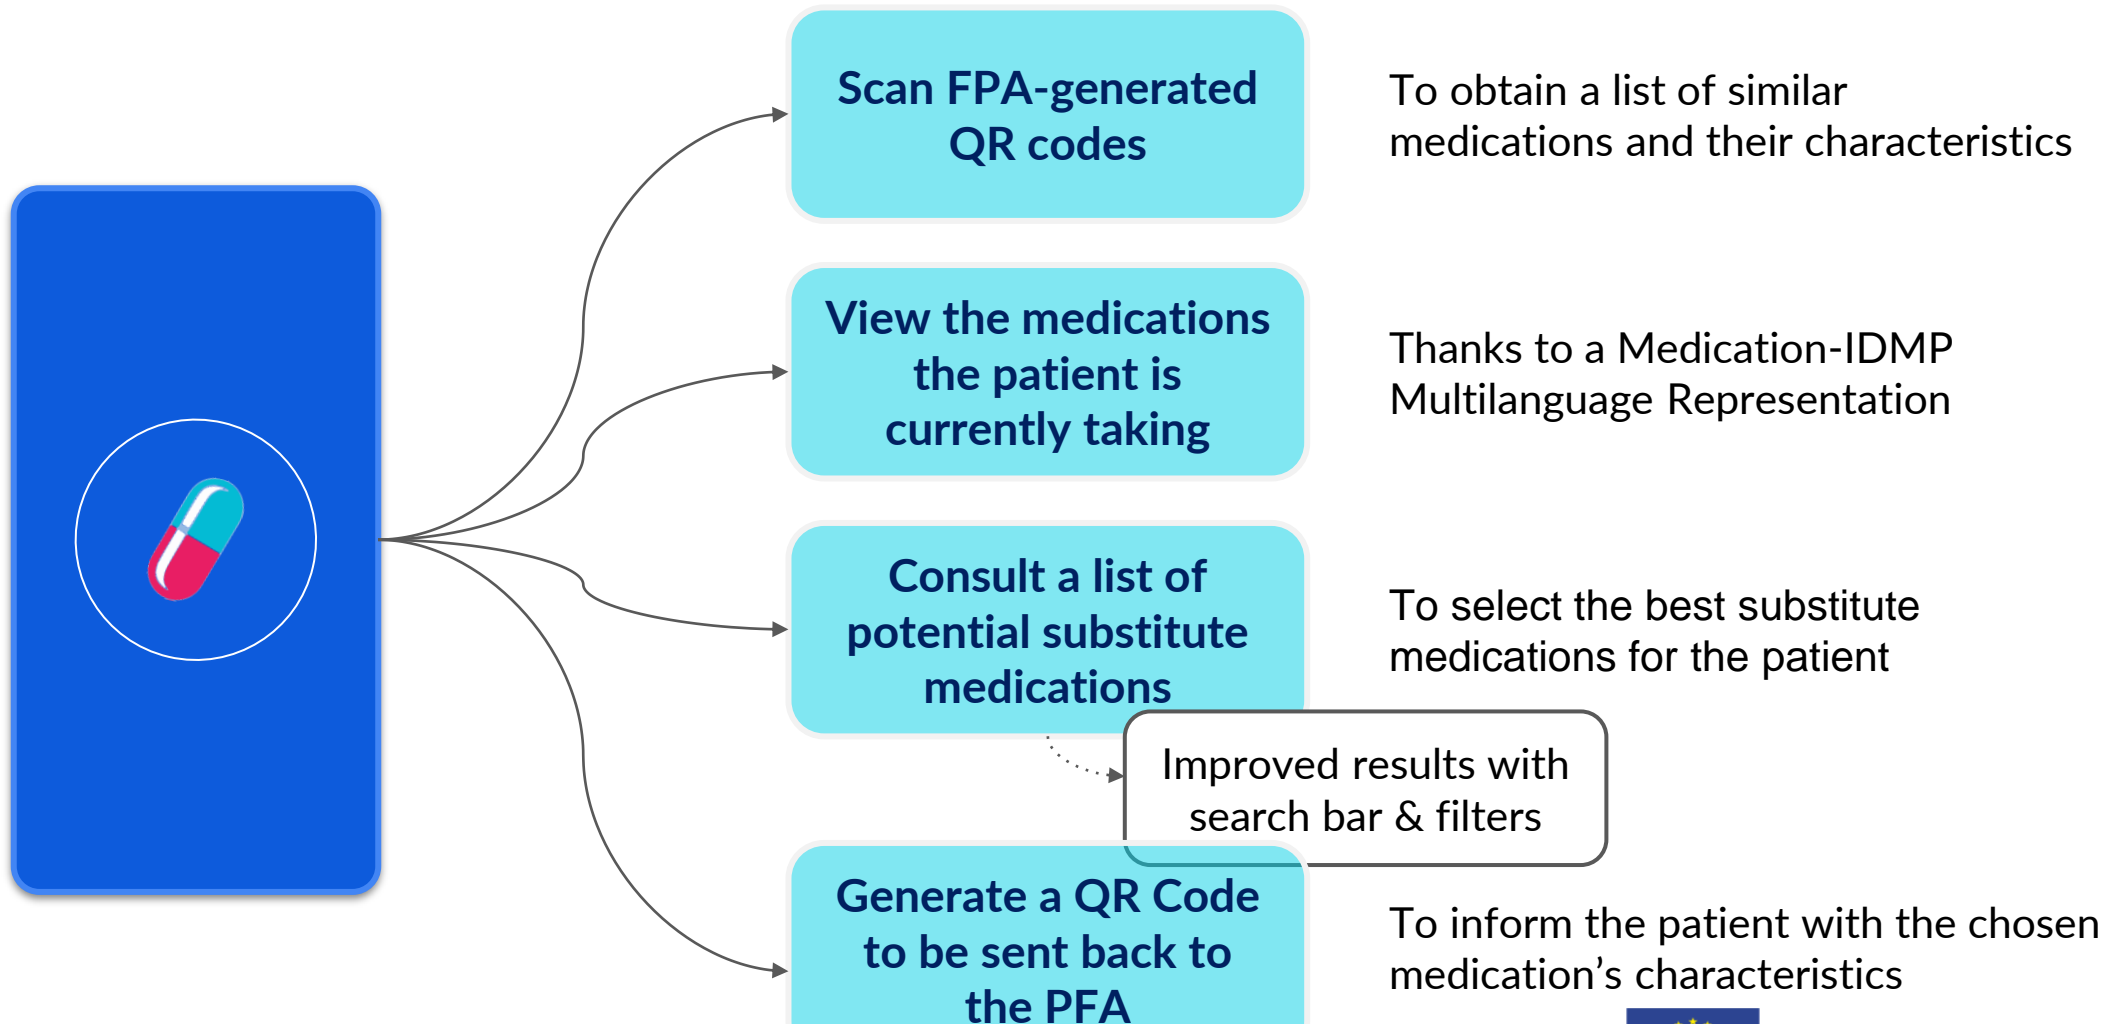 Scan FPA-generated
QR codes
To obtain a list of similar
medications and their characteristics
View the medications
the patient is
currently taking
Thanks to a Medication-IDMP
Multilanguage Representation
Consult a list of
potential substitute
medications
To select the best substitute
medications for the patient
Improved results with
search bar & filters
Generate a QR Code
to be sent back to
the PFA
To inform the patient with the chosen
medication’s characteristics